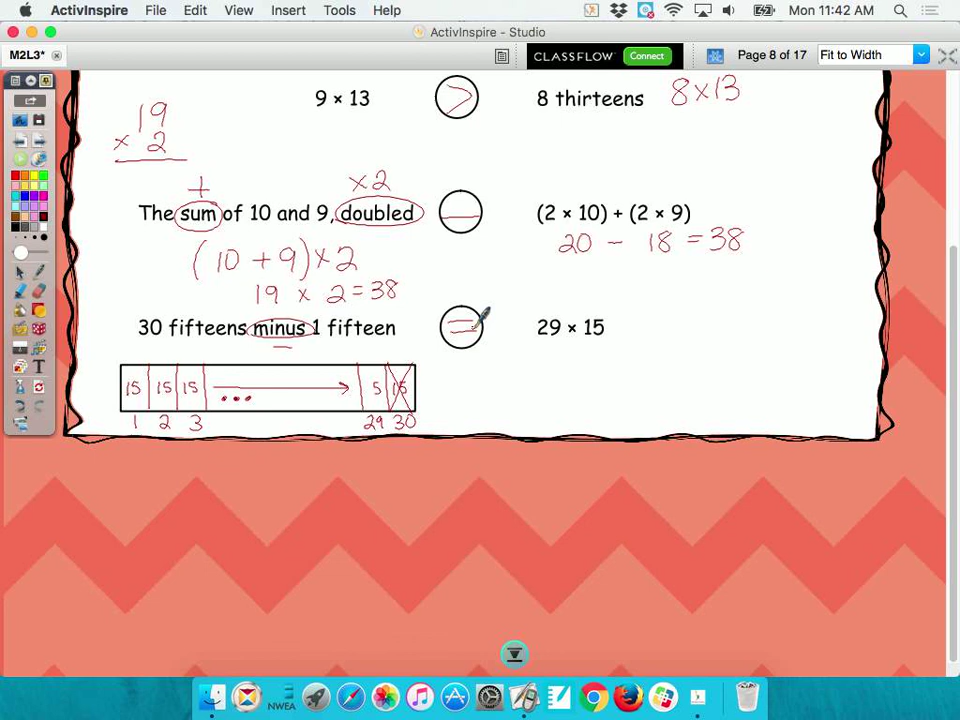 ActivInspire File Edit View Insert Tools Help Mon 11:42 AM
ActivInspire - Studio
M2L3* CLASSFLOW Connect Page 8 of 17 Fit to Width
9 × 13 > 8 thirteens 8×13
19
× 2
+ ×2
The sum of 10 and 9, doubled (2 × 10) + (2 × 9)
(10 + 9) × 2 20 - 18 = 38
19 × 2 = 38
30 fifteens minus 1 fifteen = 29 × 15
15 15 15 ... 5 15
1 2 3 29 30
NWEA